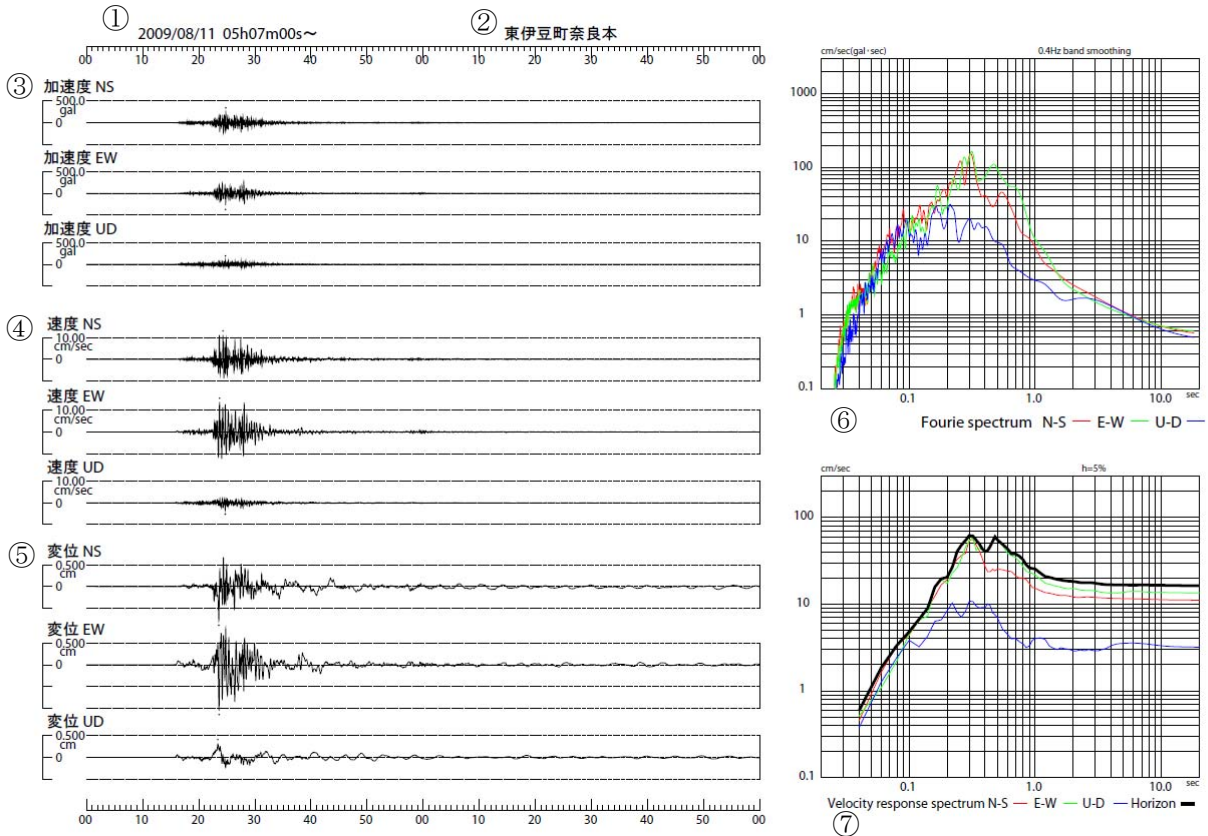 ① 2009/08/11 05h07m00s～ ② 東伊豆町奈良本
00 10 20 30 40 50 00 10 20 30 40 50 00
③ 加速度 NS
500.0
gal
0
加速度 EW
500.0
gal
0
加速度 UD
500.0
gal
0
④ 速度 NS
10.00
cm/sec
0
速度 EW
10.00
cm/sec
0
速度 UD
10.00
cm/sec
0
⑤ 変位 NS
0.500
cm
0
変位 EW
0.500
cm
0
変位 UD
0.500
cm
0
00 10 20 30 40 50 00 10 20 30 40 50 00
cm/sec(gal·sec) 0.4Hz band smoothing
1000
100
10
1
0.1
0.1 1.0 10.0 sec
⑥ Fourie spectrum N-S E-W U-D
cm/sec h=5%
100
10
1
0.1
0.1 1.0 10.0 sec
Velocity response spectrum N-S E-W U-D Horizon
⑦